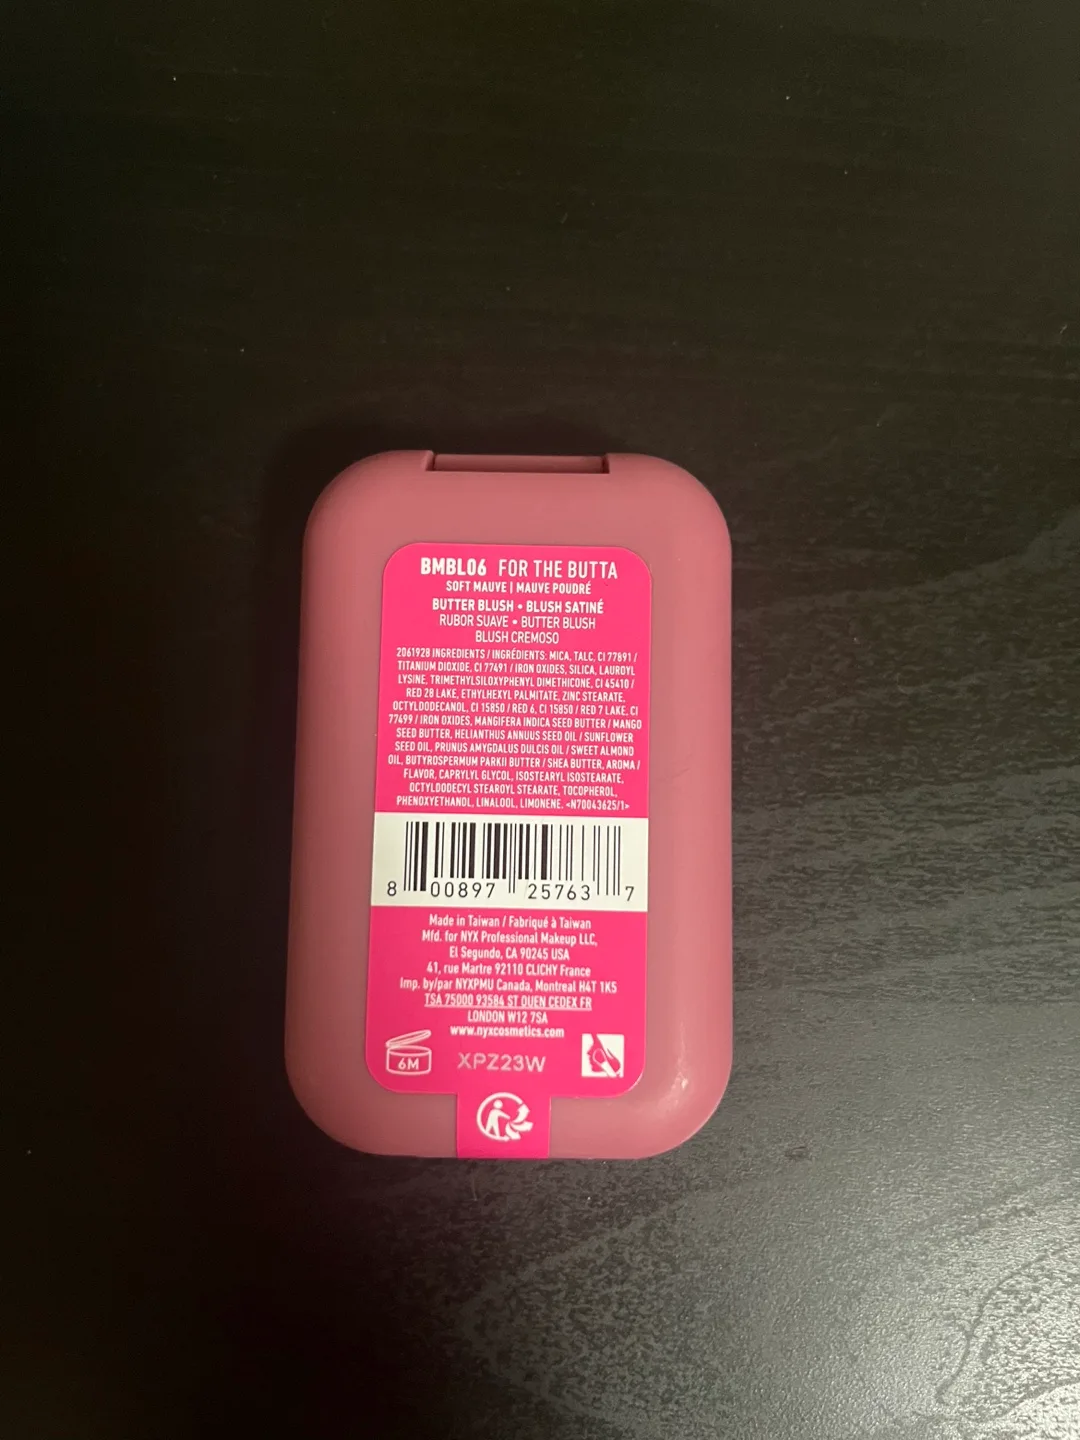 BMBL06 FOR THE BUTTA
SOFT MAUVE | MAUVE POUDRÉ
BUTTER BLUSH • BLUSH SATINÉ
RUBOR SUAVE • BUTTER BLUSH
BLUSH CREMOSO
2061928 INGREDIENTS / INGRÉDIENTS: MICA, TALC, CI 77891 /
TITANIUM DIOXIDE, CI 77491 / IRON OXIDES, SILICA, LAUROYL
LYSINE, TRIMETHYLSILOXYPHENYL DIMETHICONE, CI 45410 /
RED 28 LAKE, ETHYLHEXYL PALMITATE, ZINC STEARATE,
OCTYLDODECANOL, CI 15850 / RED 6, CI 15850 / RED 7 LAKE, CI
77499 / IRON OXIDES, MANGIFERA INDICA SEED BUTTER / MANGO
SEED BUTTER, HELIANTHUS ANNUUS SEED OIL / SUNFLOWER
SEED OIL, PRUNUS AMYGDALUS DULCIS OIL / SWEET ALMOND
OIL, BUTYROSPERMUM PARKII BUTTER / SHEA BUTTER, AROMA /
FLAVOR, CAPRYLYL GLYCOL, ISOSTEARYL ISOSTEARATE,
OCTYLDODECYL STEAROYL STEARATE, TOCOPHEROL,
PHENOXYETHANOL, LINALOOL, LIMONENE. <N70043625/1>
8 00897 25763 7
Made in Taiwan / Fabriqué à Taiwan
Mfd. for NYX Professional Makeup LLC,
El Segundo, CA 90245 USA
41, rue Martre 92110 CLICHY France
Imp. by/par NYXPMU Canada, Montreal H4T 1K5
TSA 75000 93584 ST OUEN CEDEX FR
LONDON W12 7SA
www.nyxcosmetics.com
6M XPZ23W